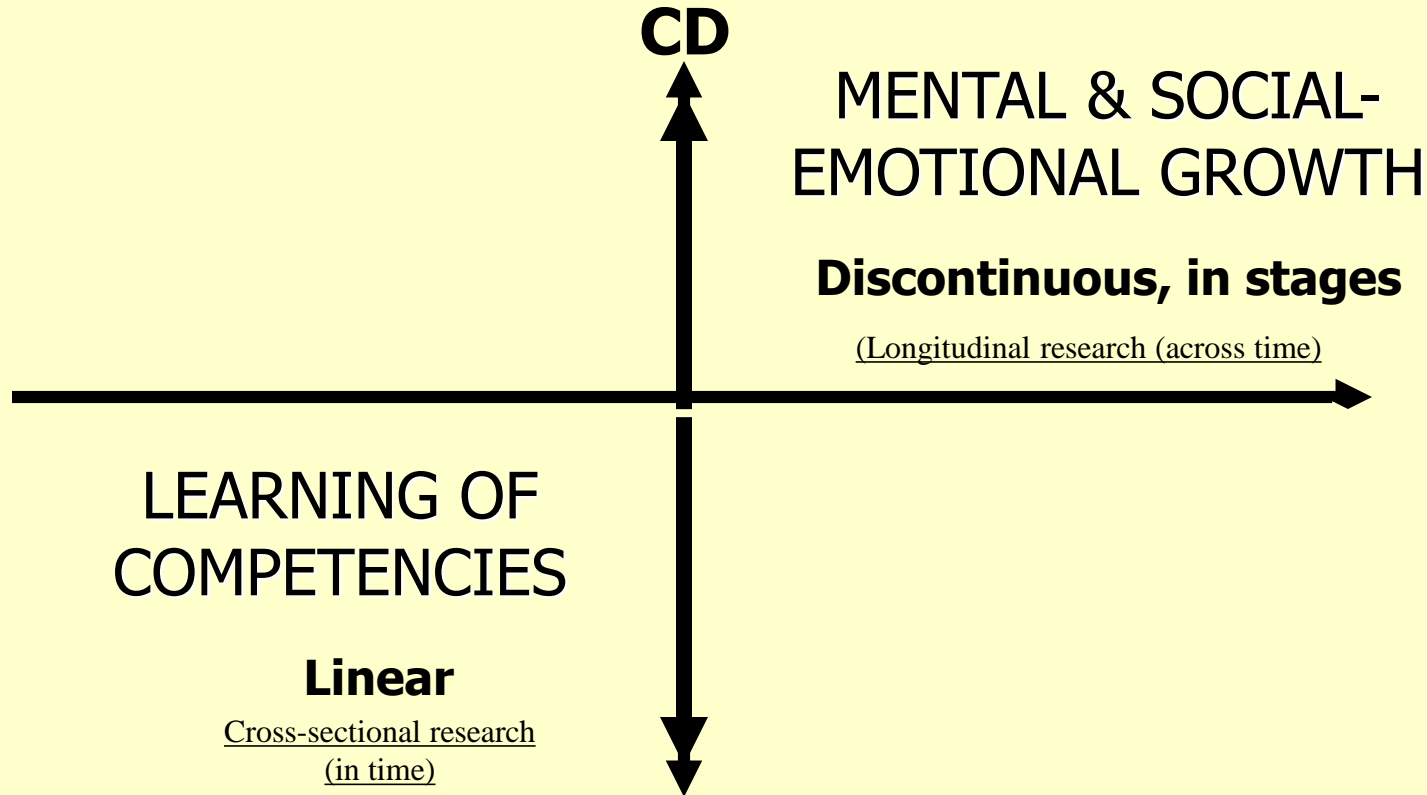 CD
MENTAL & SOCIAL-
EMOTIONAL GROWTH
Discontinuous, in stages
(Longitudinal research (across time)
LEARNING OF
COMPETENCIES
Linear
Cross-sectional research
(in time)